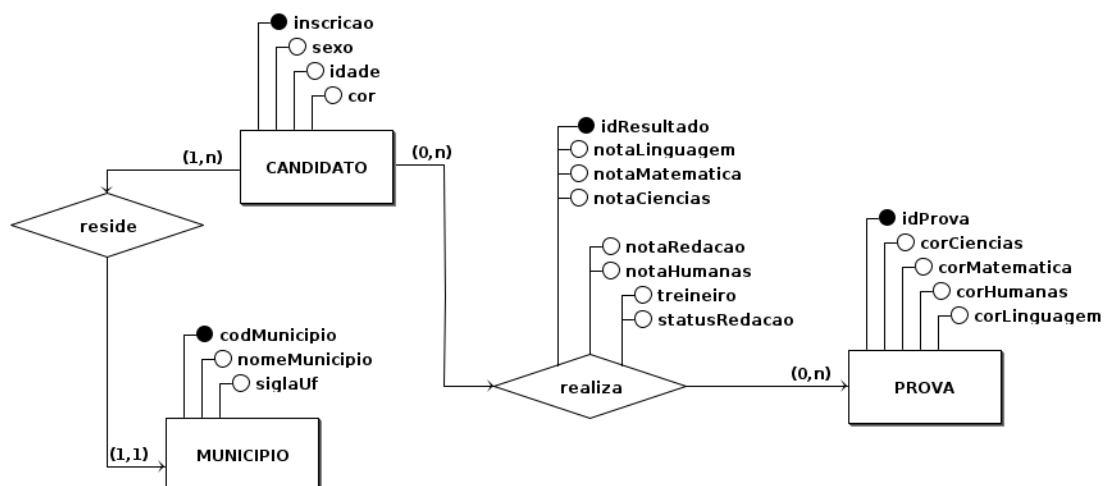 inscricao
sexo
idade
cor
CANDIDATO
(1,n)
(0,n)
reside
idResultado
notaLinguagem
notaMatematica
notaCiencias
notaRedacao
notaHumanas
treineiro
statusRedacao
realiza
(0,n)
idProva
corCiencias
corMatematica
corHumanas
corLinguagem
PROVA
codMunicipio
nomeMunicipio
siglaUf
(1,1)
MUNICIPIO